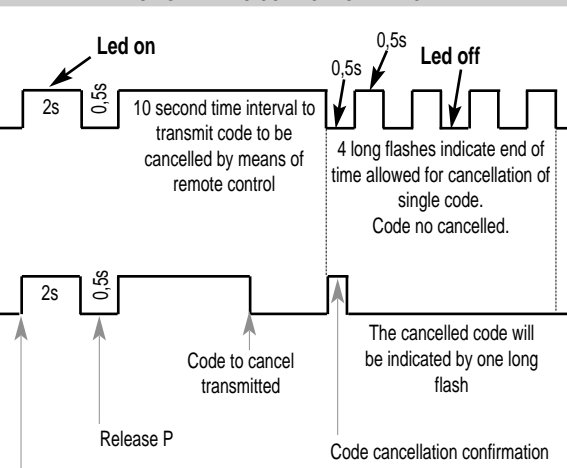 Led on
0,5s
Led off
0,5s
2s
0,5s
10 second time interval to
transmit code to be
cancelled by means of
remote control
4 long flashes indicate end of
time allowed for cancellation of
single code.
Code no cancelled.
2s
0,5s
The cancelled code will
be indicated by one long
flash
Code to cancel
transmitted
Release P
Code cancellation confirmation